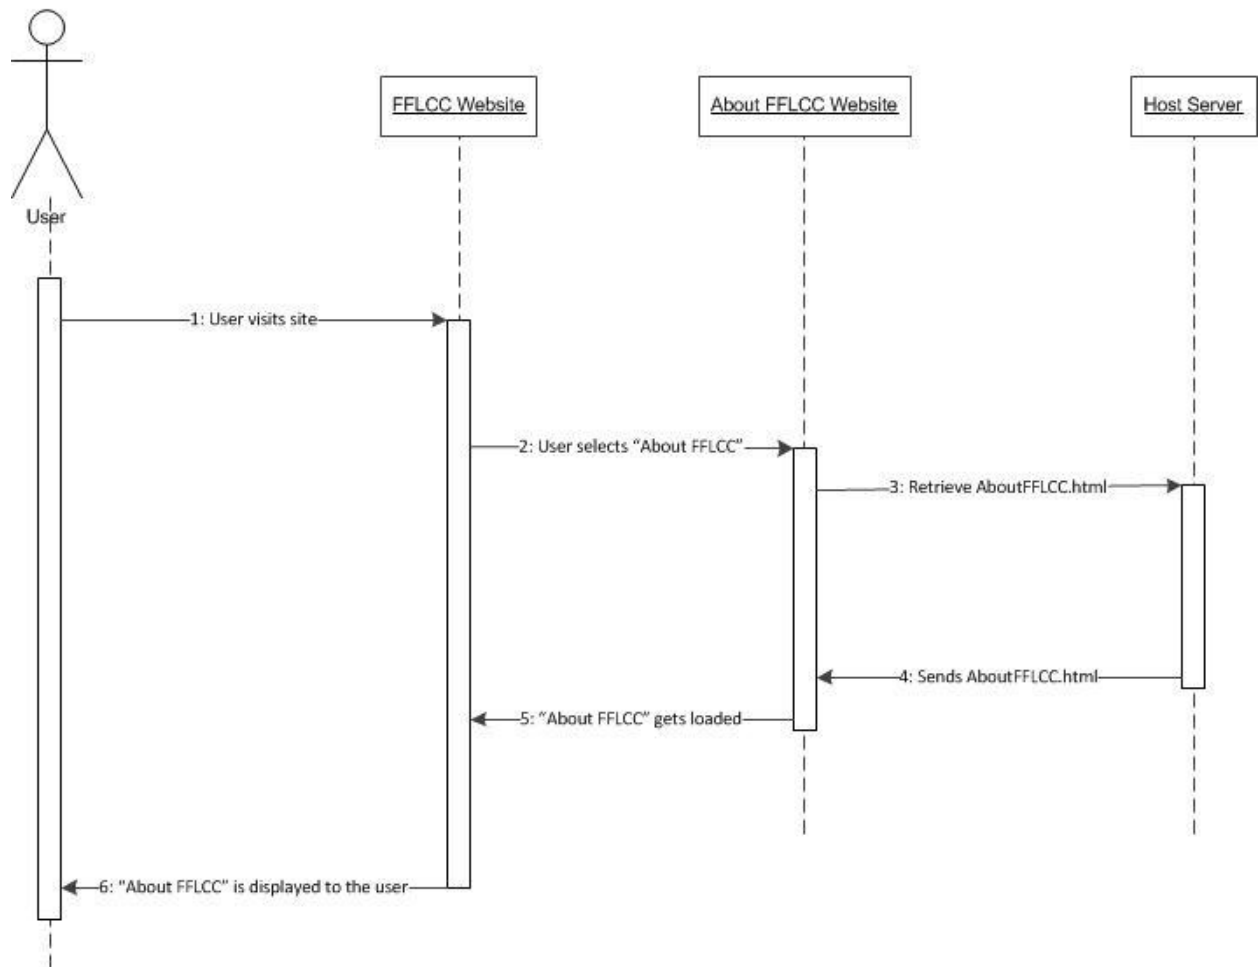 FFLCC Website
About FFLCC Website
Host Server
User
1: User visits site
2: User selects “About FFLCC”
3: Retrieve AboutFFLCC.html
4: Sends AboutFFLCC.html
5: “About FFLCC” gets loaded
6: “About FFLCC” is displayed to the user